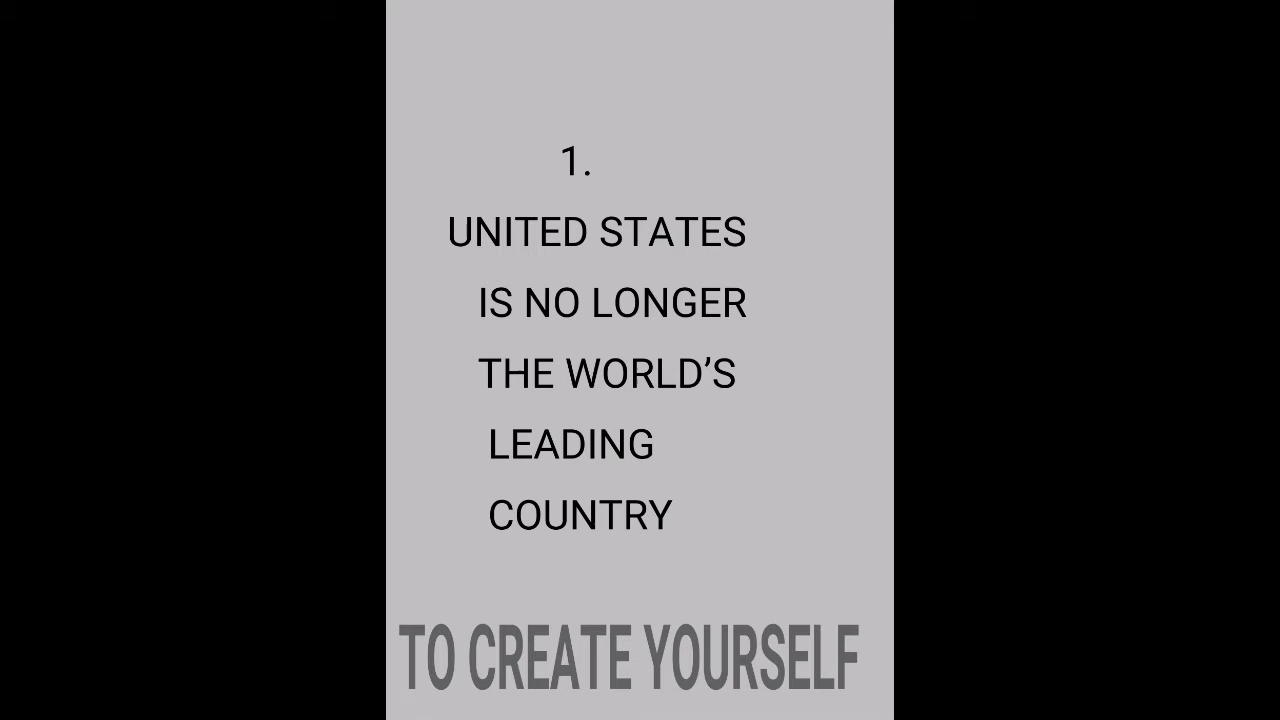 1.
UNITED STATES
IS NO LONGER
THE WORLD’S
LEADING
COUNTRY
TO CREATE YOURSELF